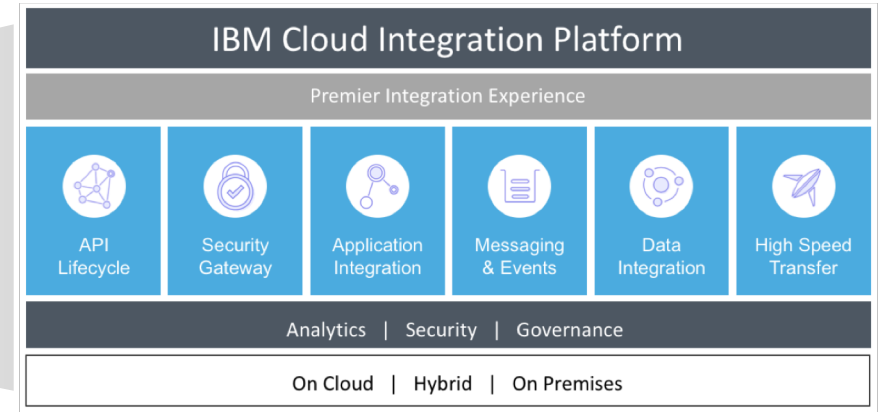 IBM Cloud Integration Platform
Premier Integration Experience
API
Lifecycle
Security
Gateway
Application
Integration
Messaging
& Events
Data
Integration
High Speed
Transfer
Analytics | Security | Governance
On Cloud | Hybrid | On Premises